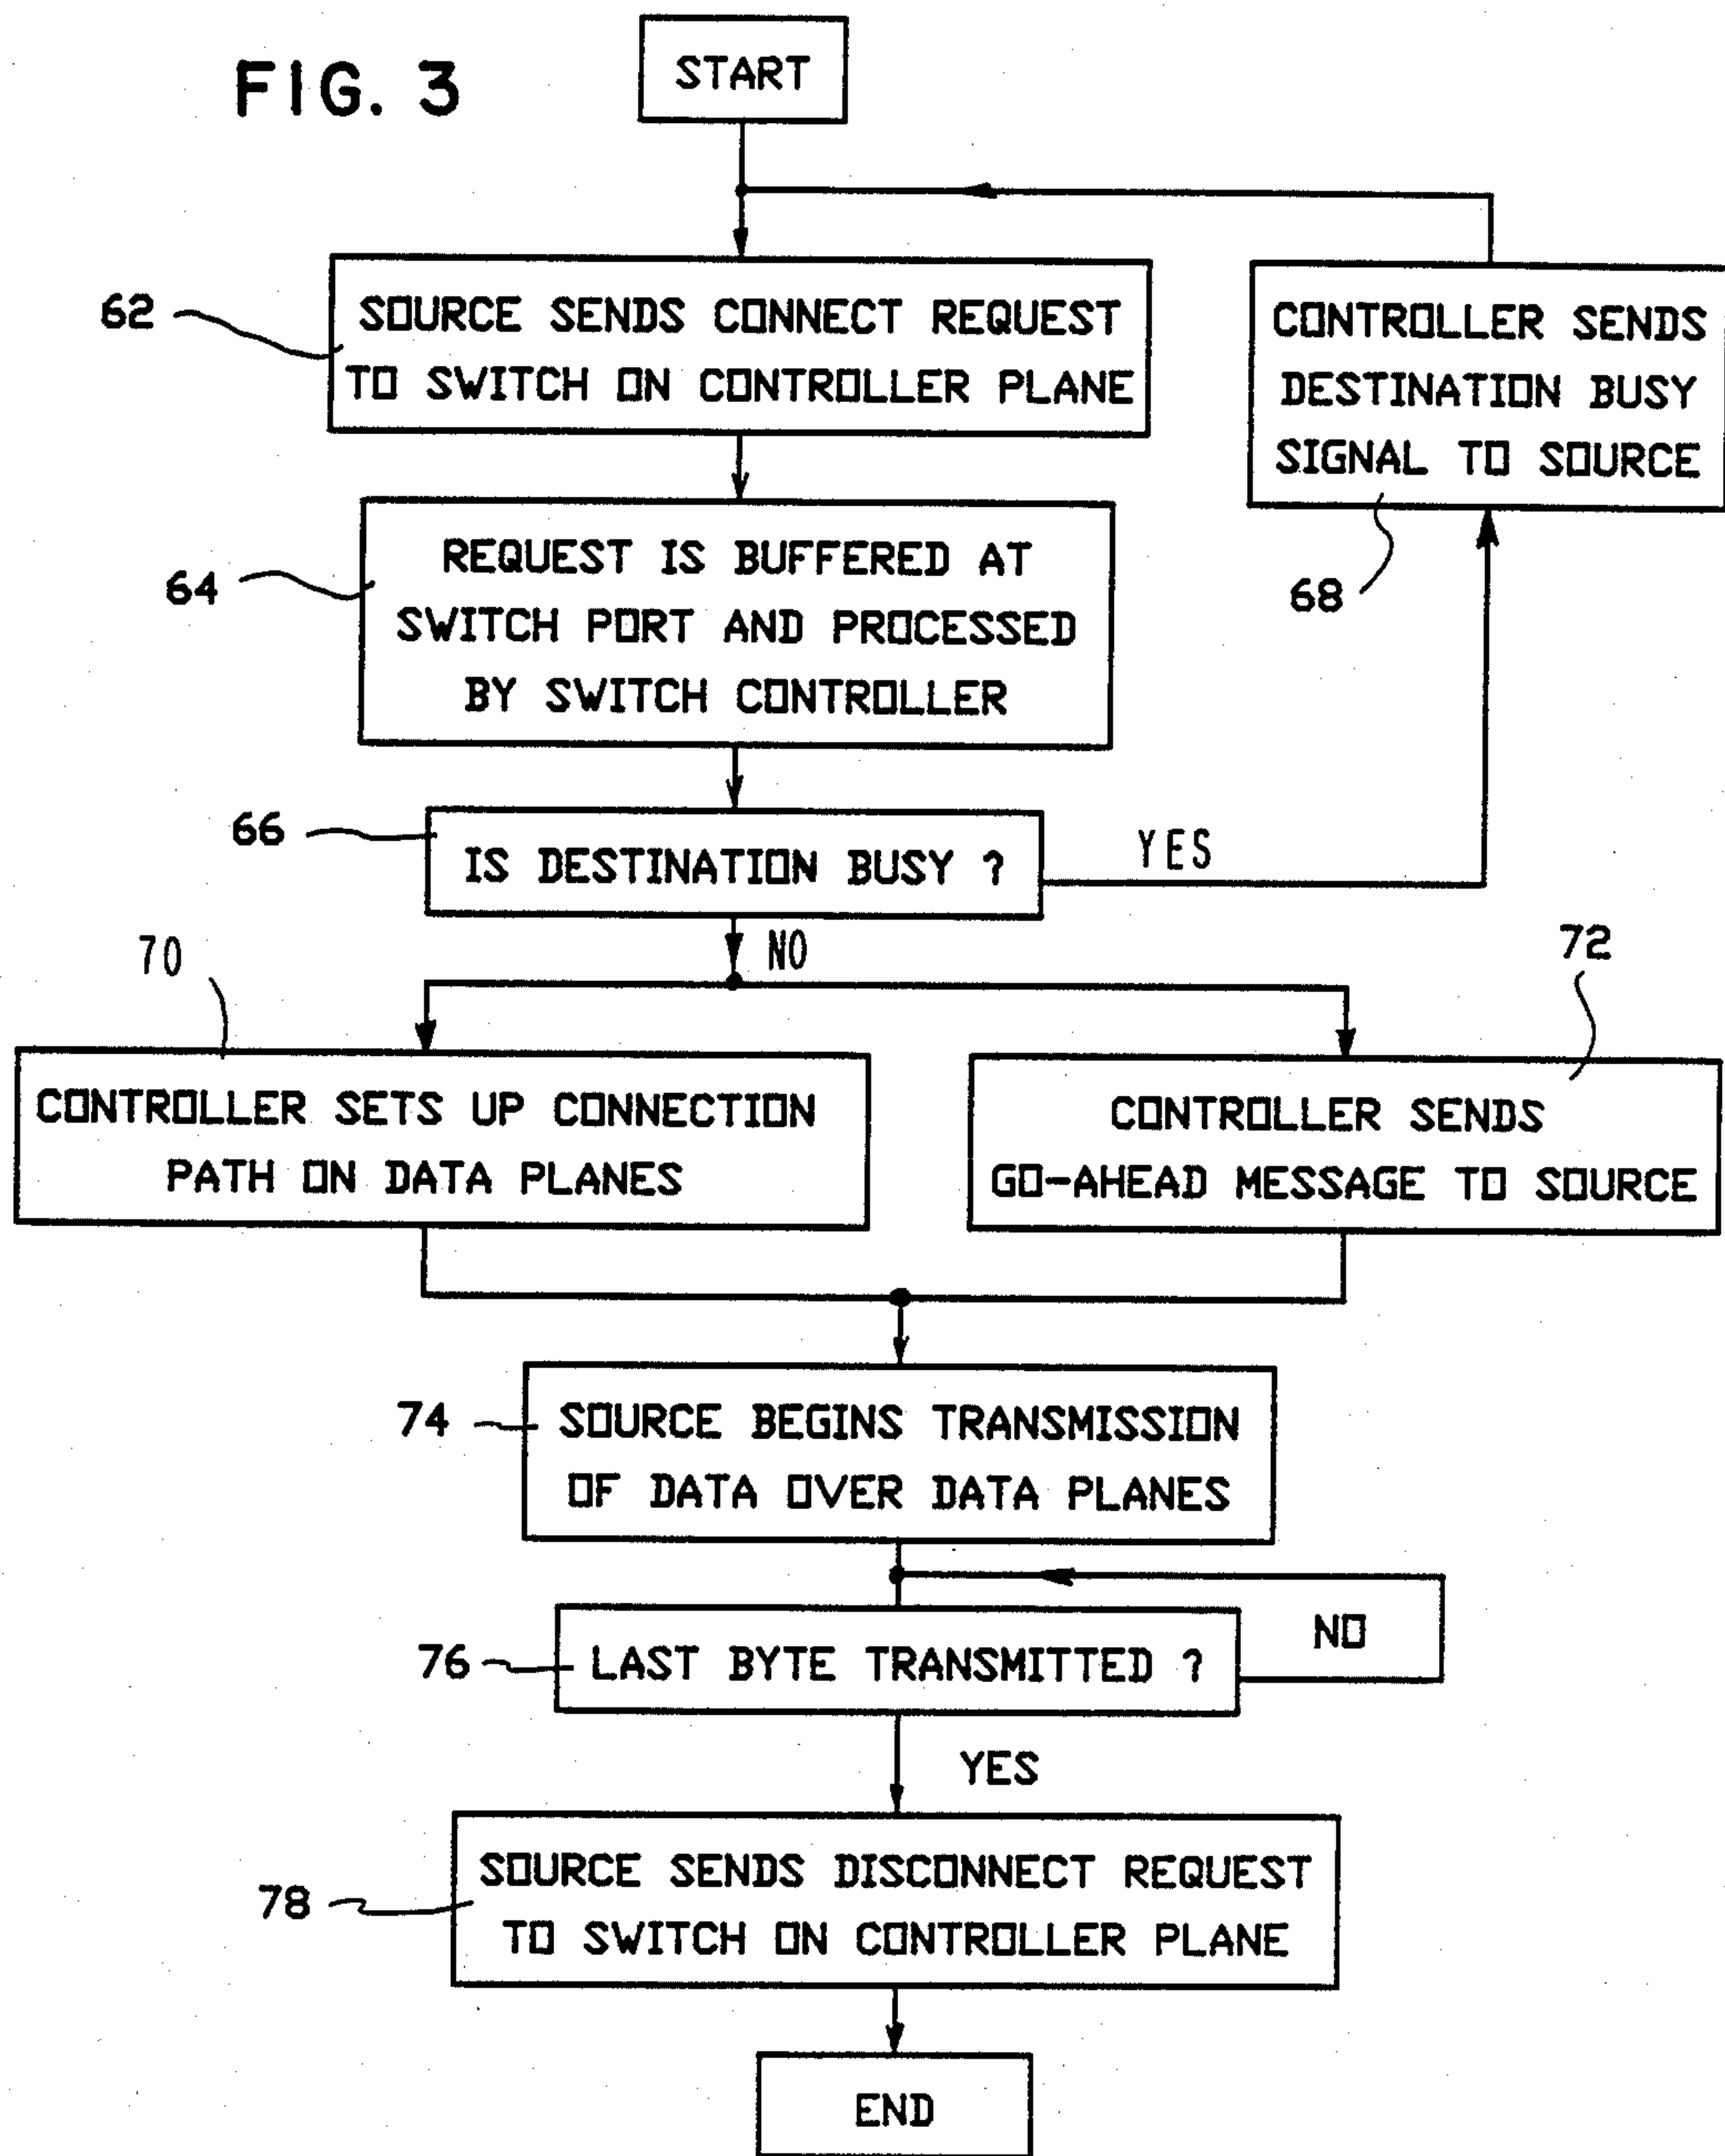 FIG. 3
START
62
SOURCE SENDS CONNECT REQUEST
TO SWITCH ON CONTROLLER PLANE
CONTROLLER SENDS
DESTINATION BUSY
SIGNAL TO SOURCE
68
64
REQUEST IS BUFFERED AT
SWITCH PORT AND PROCESSED
BY SWITCH CONTROLLER
66
IS DESTINATION BUSY ?
YES
NO
70
CONTROLLER SETS UP CONNECTION
PATH ON DATA PLANES
72
CONTROLLER SENDS
GO-AHEAD MESSAGE TO SOURCE
74
SOURCE BEGINS TRANSMISSION
OF DATA OVER DATA PLANES
76
LAST BYTE TRANSMITTED ?
NO
YES
78
SOURCE SENDS DISCONNECT REQUEST
TO SWITCH ON CONTROLLER PLANE
END